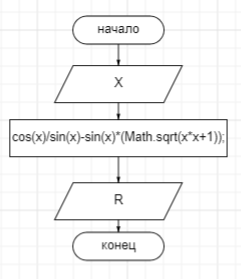 начало
X
cos(x)/sin(x)-sin(x)*(Math.sqrt(x*x+1));
R
конец